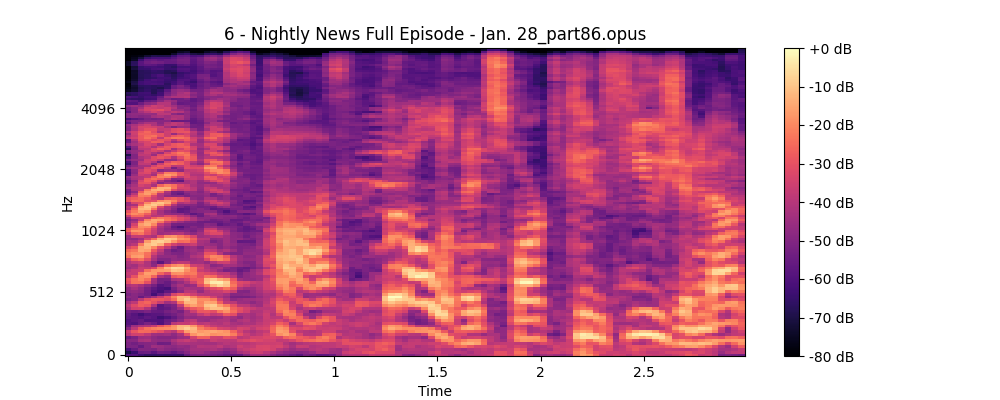 6 - Nightly News Full Episode - Jan. 28_part86.opus
Hz
4096
2048
1024
512
0
0
0.5
1
1.5
2
2.5
Time
+0 dB
-10 dB
-20 dB
-30 dB
-40 dB
-50 dB
-60 dB
-70 dB
-80 dB